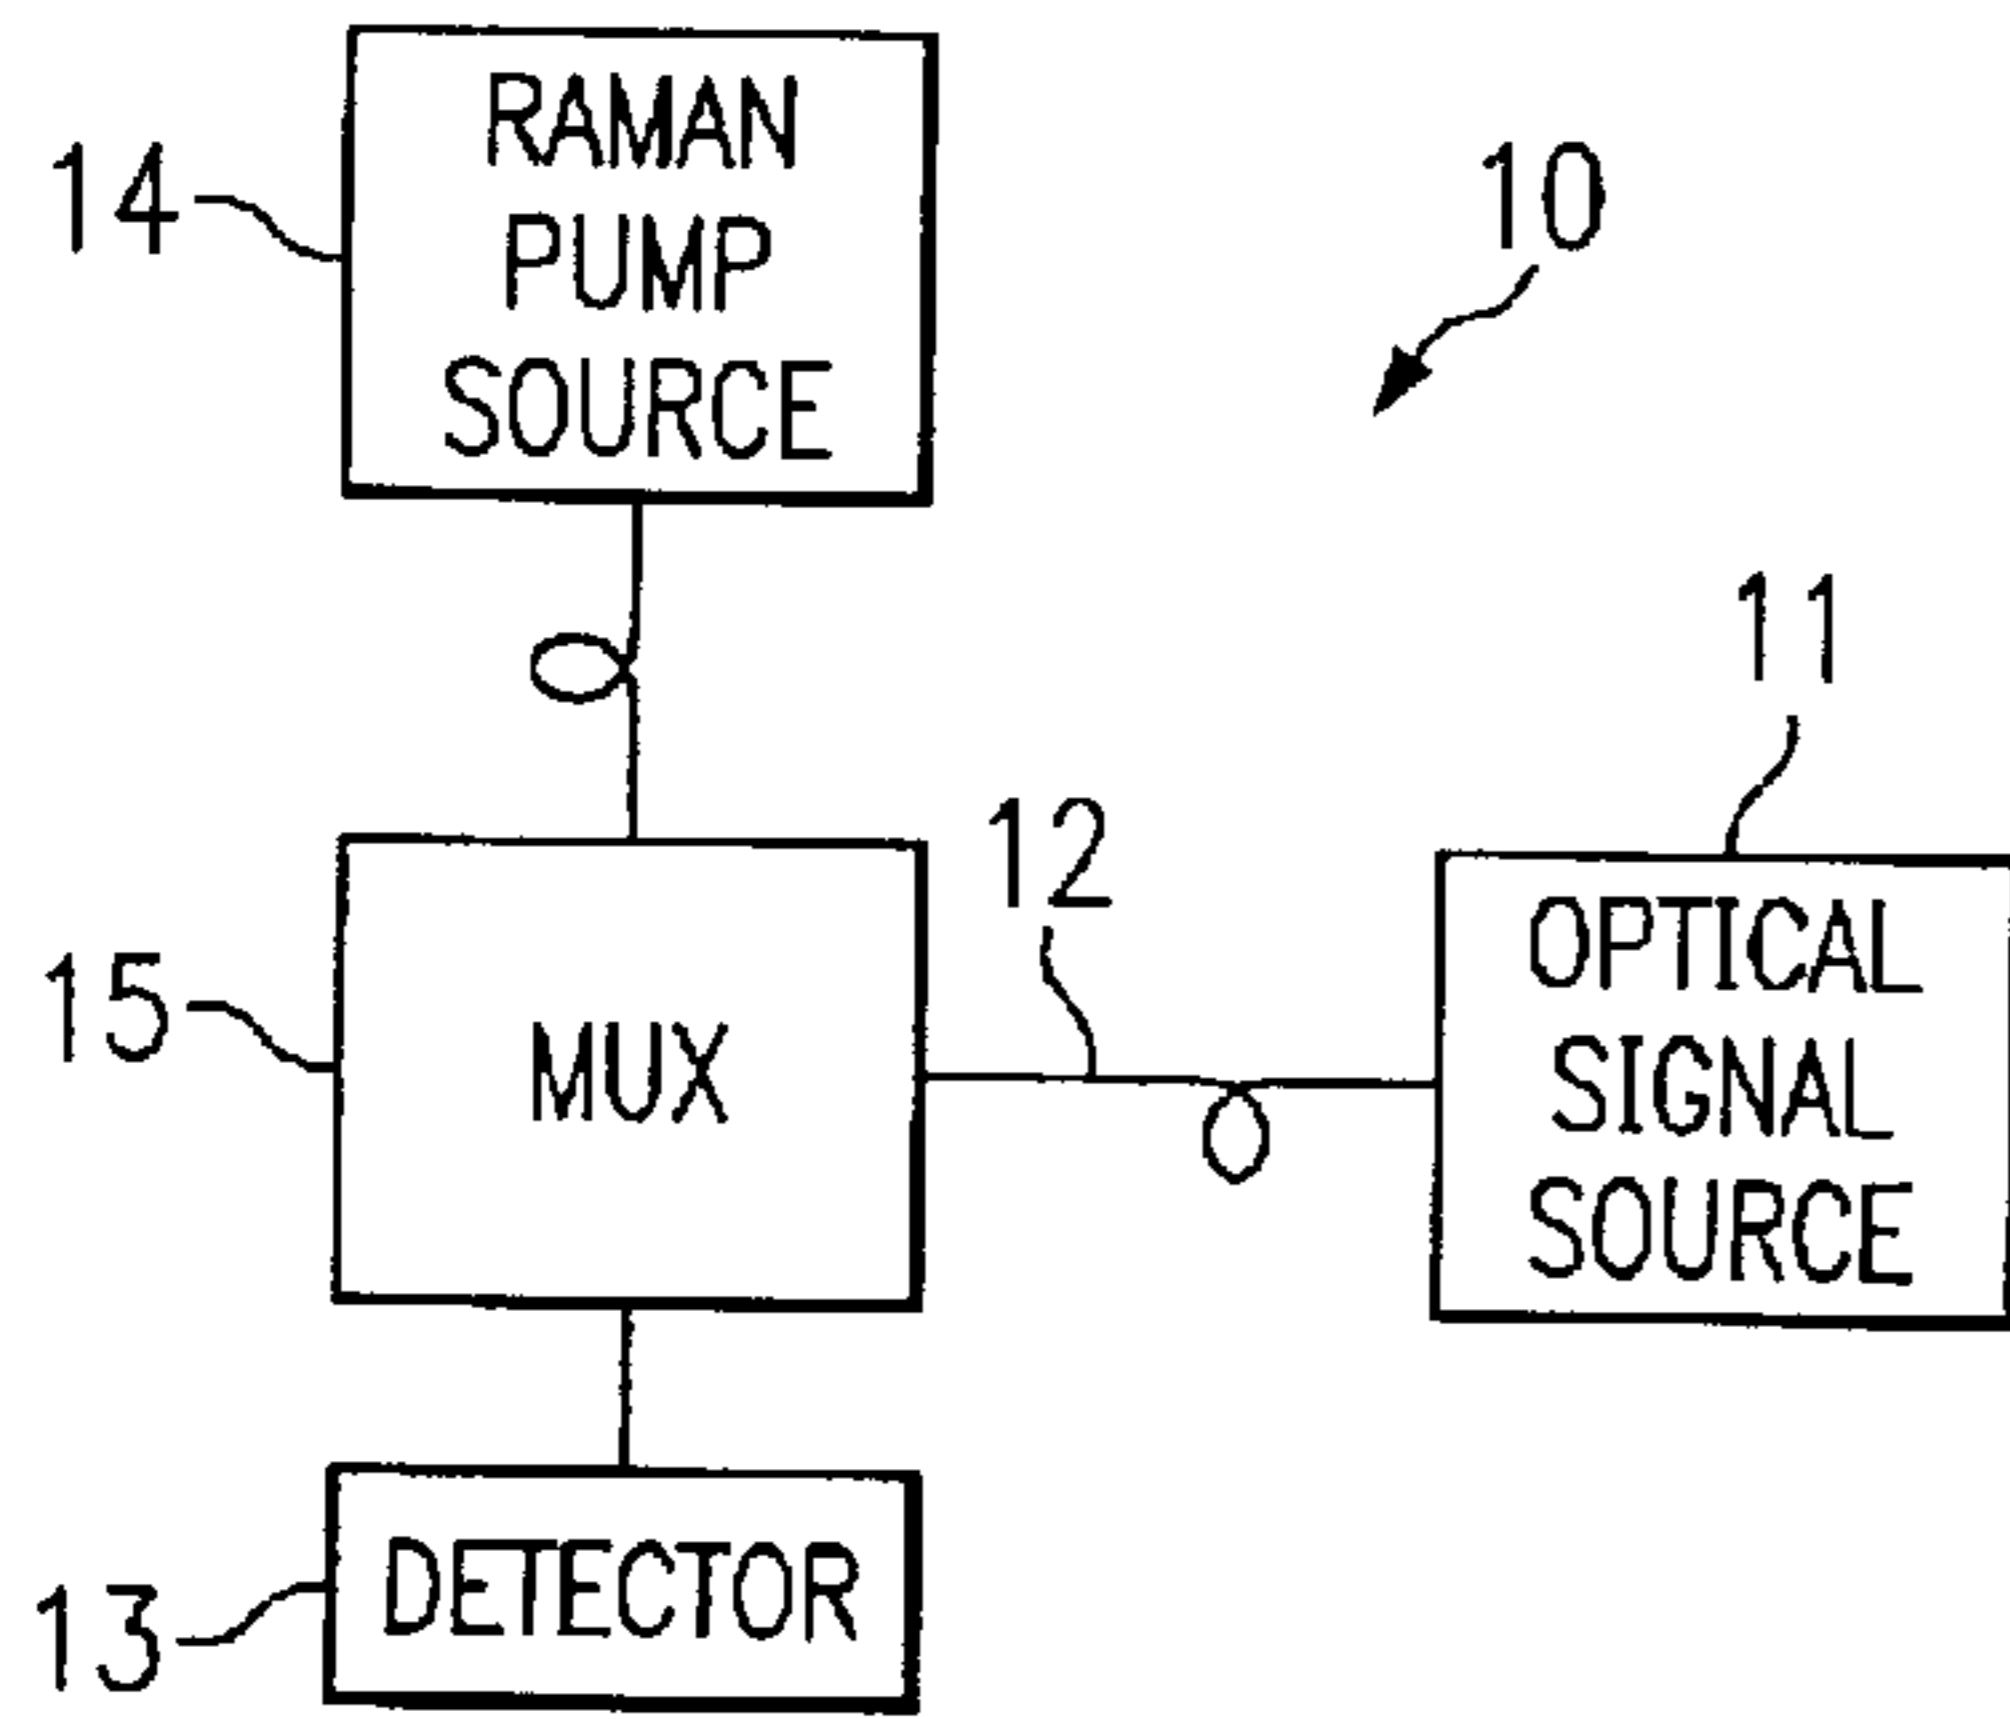 RAMAN
PUMP
SOURCE
14
10
11
12
OPTICAL
SIGNAL
SOURCE
15
MUX
DETECTOR
13